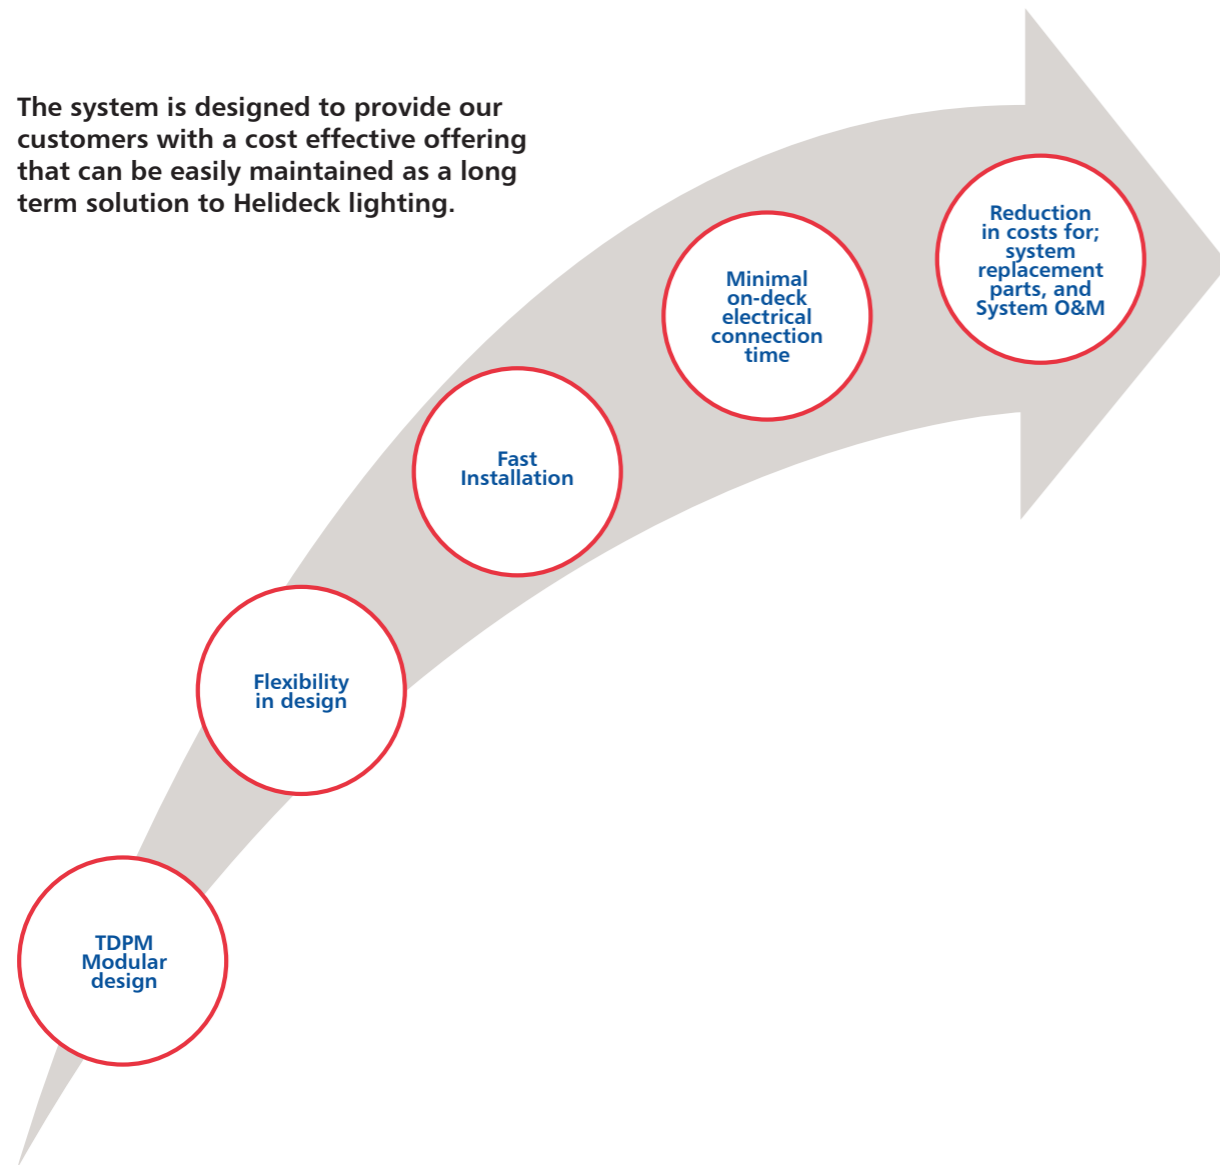 The system is designed to provide our
customers with a cost effective offering
that can be easily maintained as a long
term solution to Helideck lighting.
Reduction
in costs for;
system
replacement
parts, and
System O&M
Minimal
on-deck
electrical
connection
time
Fast
Installation
Flexibility
in design
TDPM
Modular
design